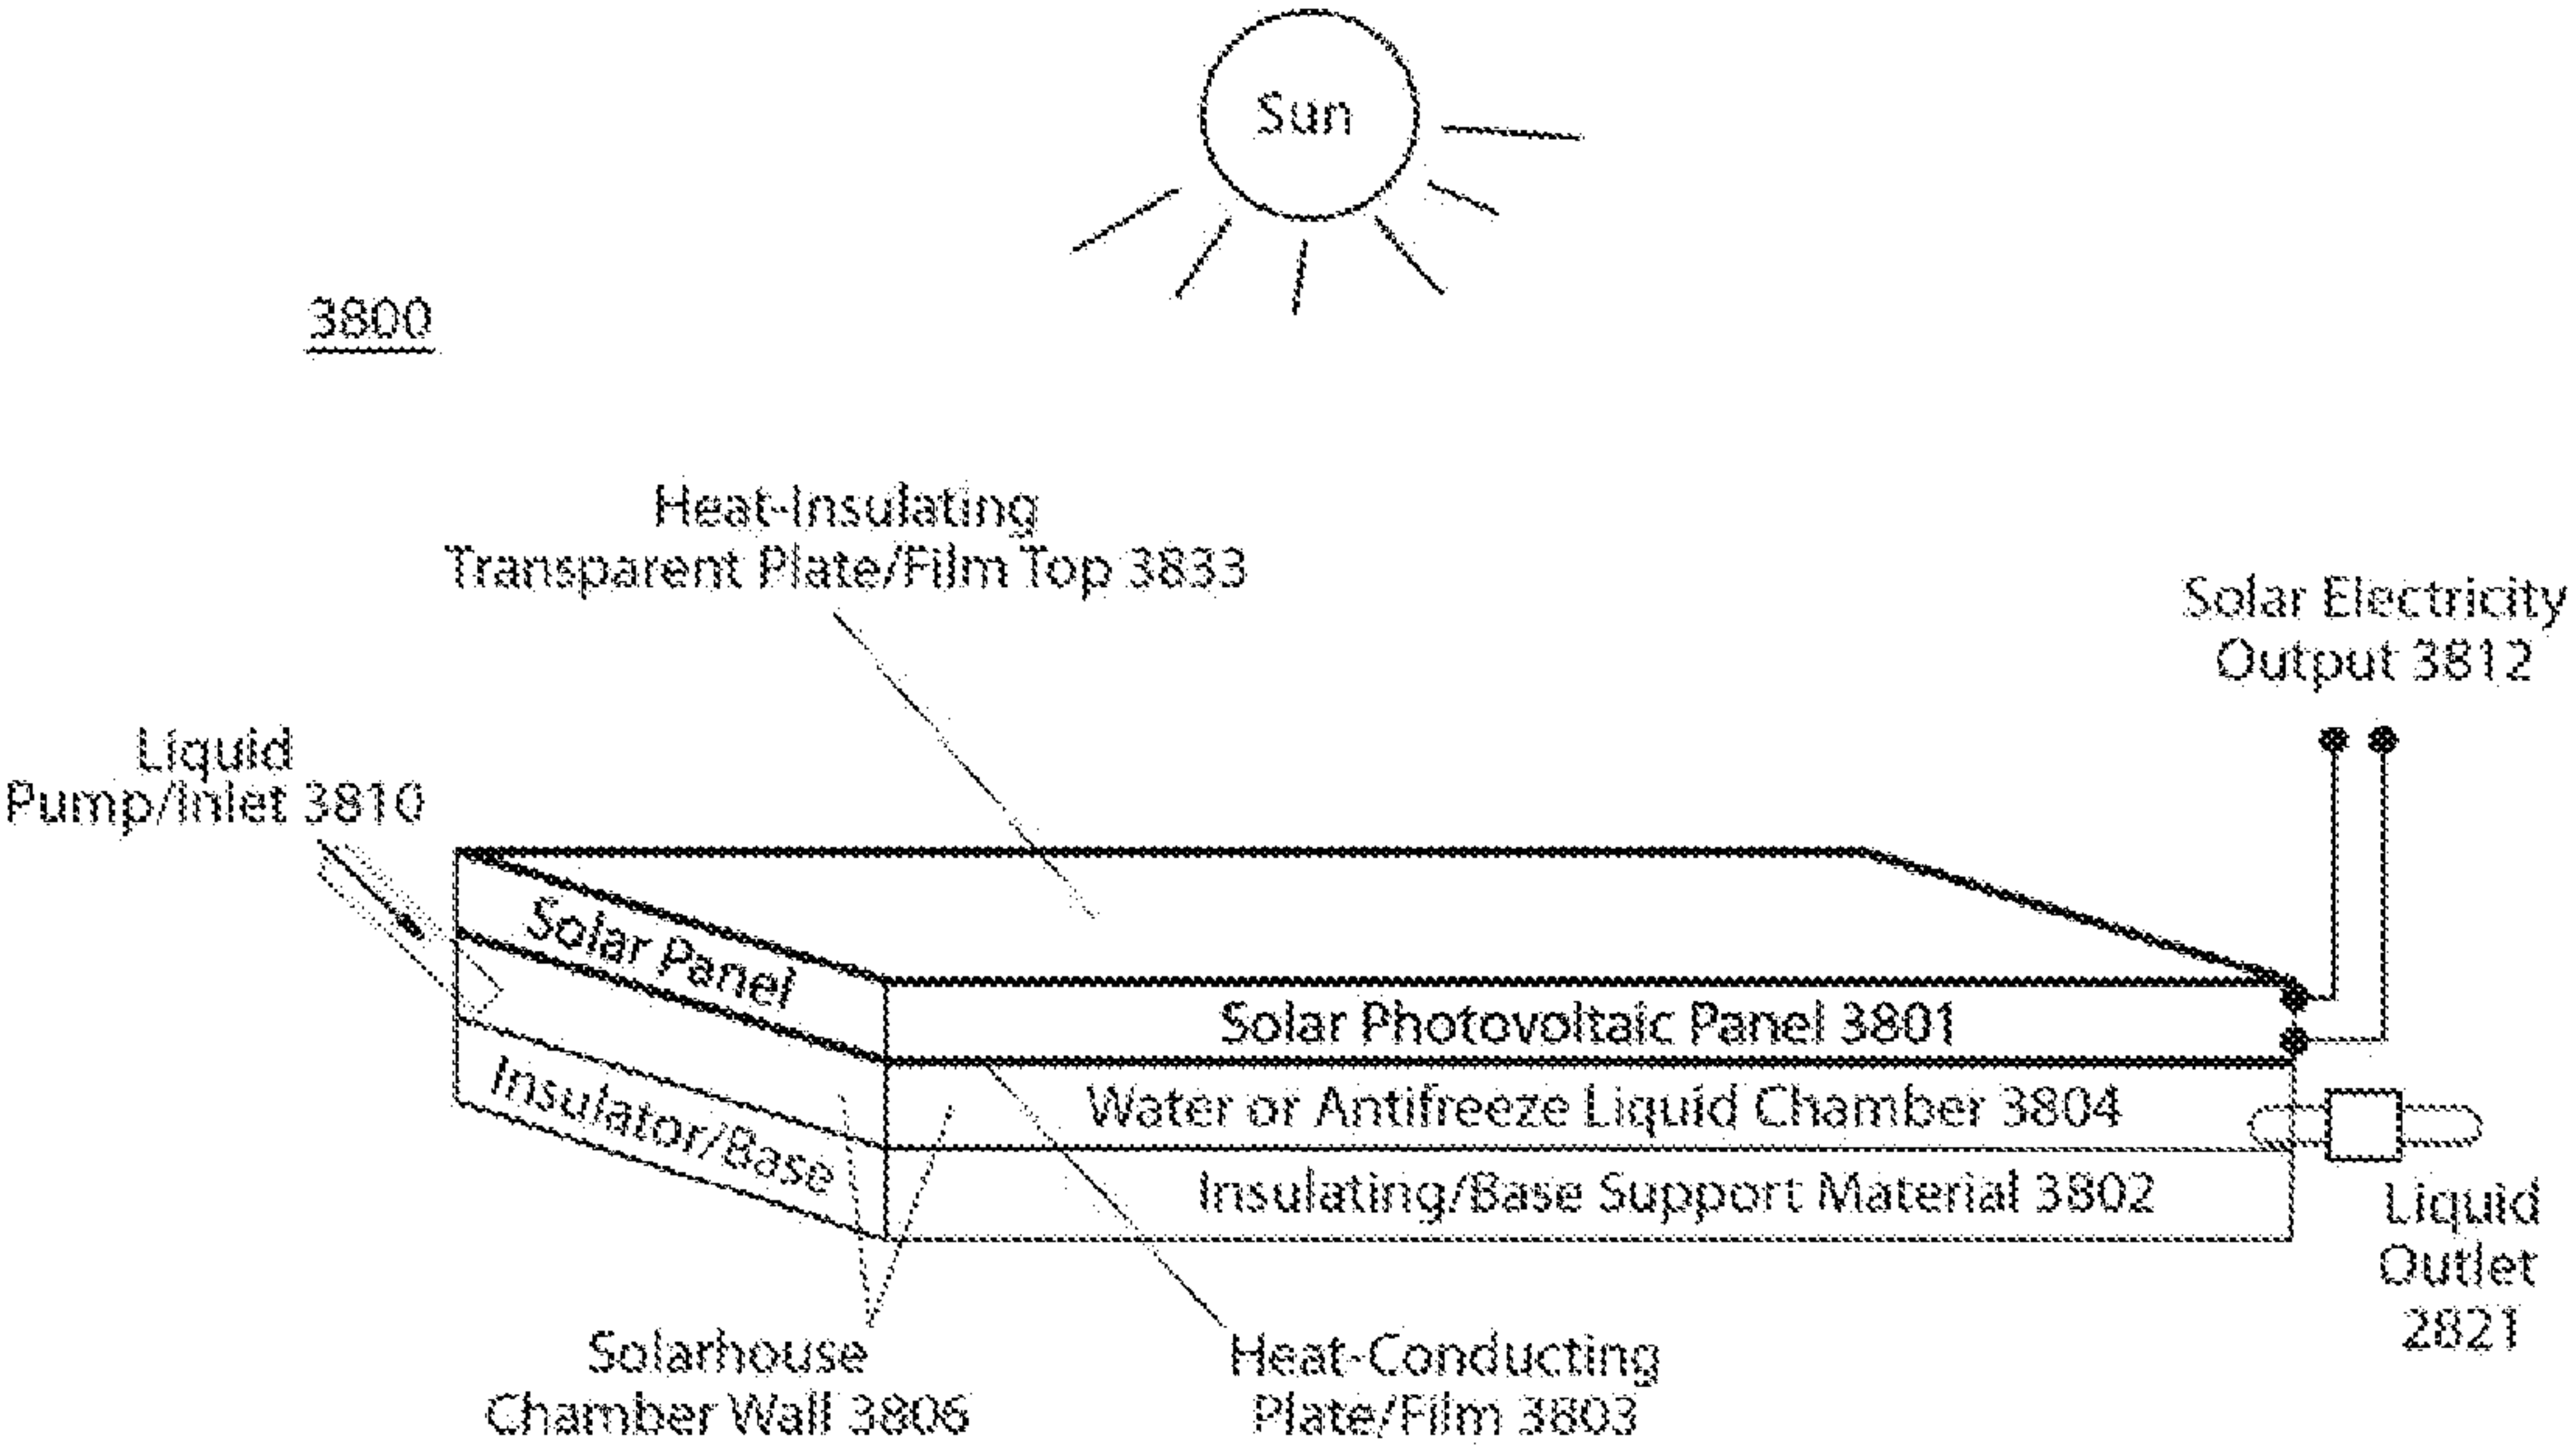 Sun
3800
Heat-Insulating
Transparent Plate/Film Top 3833
Solar Electricity
Output 3812
Liquid
Pump/Inlet 3810
Solar Panel
Solar Photovoltaic Panel 3801
Water or Antifreeze Liquid Chamber 3804
Insulator/Base
Insulating/Base Support Material 3802
Liquid
Outlet
2821
Solarhouse
Chamber Wall 3806
Heat-Conducting
Plate/Film 3803